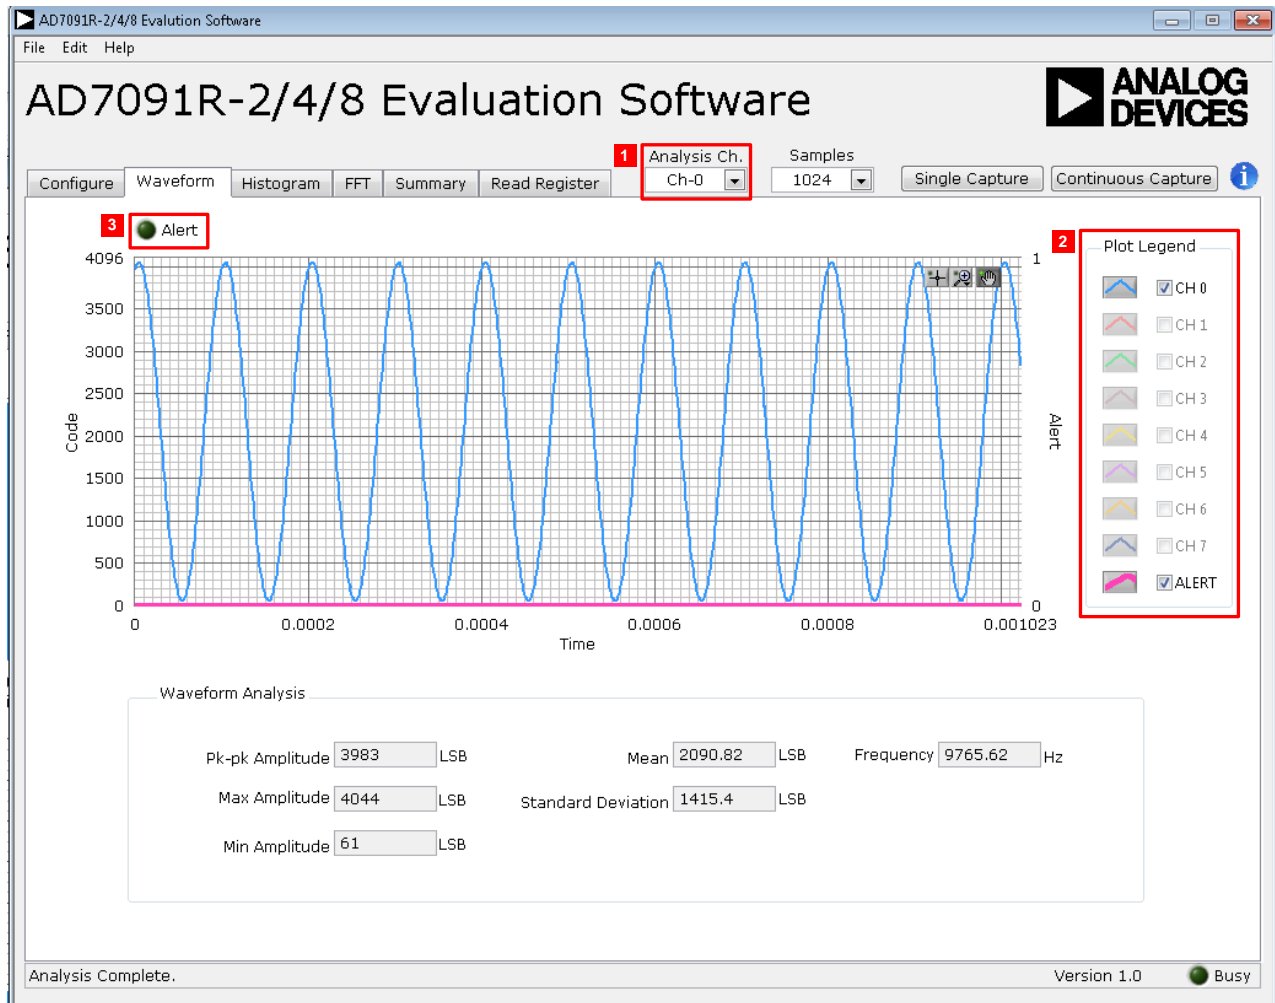 AD7091R-2/4/8 Evalution Software
File Edit Help
AD7091R-2/4/8 Evaluation Software
ANALOG
DEVICES
1 Analysis Ch. Samples
Configure Waveform Histogram FFT Summary Read Register Ch-0 1024 Single Capture Continuous Capture i
3 Alert
2 Plot Legend
4096 1
CH 0
3500
CH 1
3000
CH 2
2500
CH 3
Code
2000
Alert
CH 4
1500
CH 5
1000
CH 6
500
CH 7
ALERT
0 0
0 0.0002 0.0004 0.0006 0.0008 0.001023
Time
Waveform Analysis
Pk-pk Amplitude 3983 LSB Mean 2090.82 LSB Frequency 9765.62 Hz
Max Amplitude 4044 LSB Standard Deviation 1415.4 LSB
Min Amplitude 61 LSB
Analysis Complete. Version 1.0 Busy